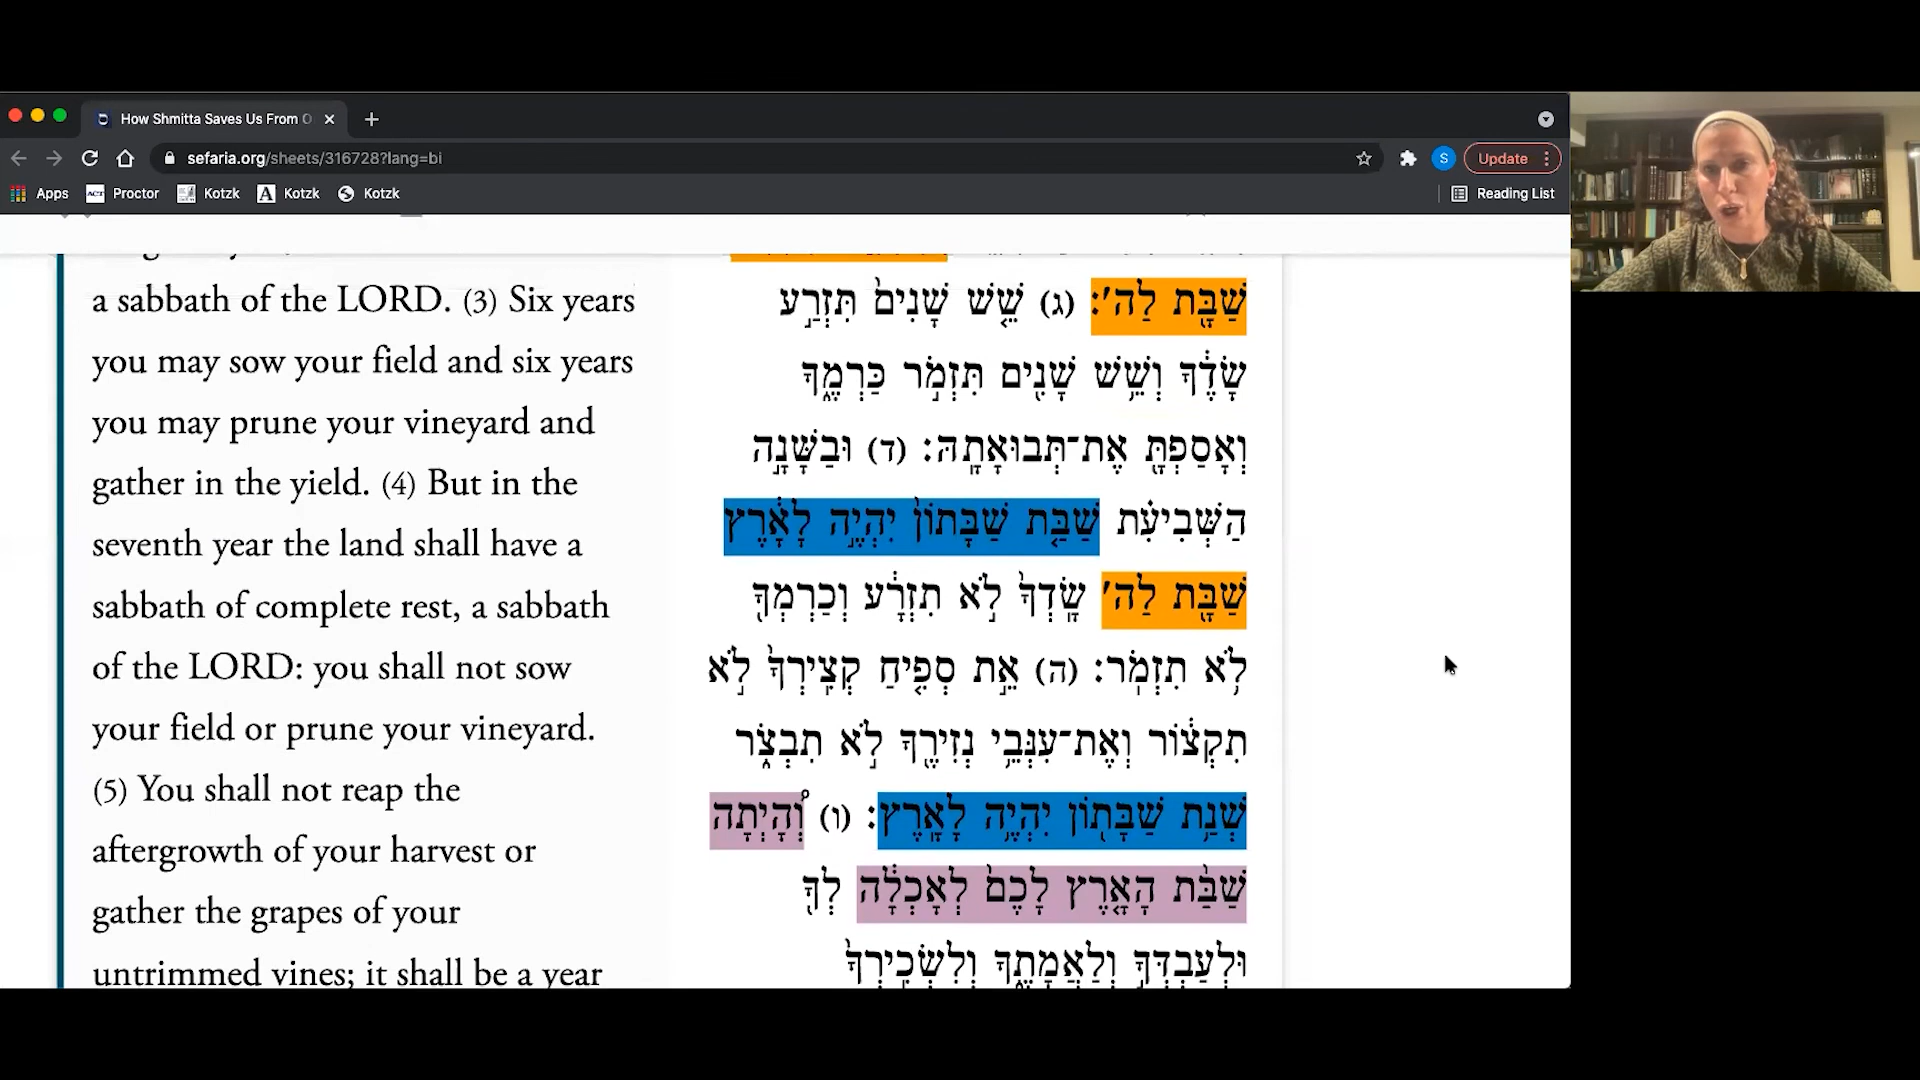 How Shmitta Saves Us From O
sefaria.org/sheets/316728?lang=bi
S
Update
Apps
Proctor
Kotzk
A Kotzk
Kotzk
Reading List
a sabbath of the LORD. (3) Six years
you may sow your field and six years
you may prune your vineyard and
gather in the yield. (4) But in the
seventh year the land shall have a
sabbath of complete rest, a sabbath
of the LORD: you shall not sow
your field or prune your vineyard.
(5) You shall not reap the
aftergrowth of your harvest or
gather the grapes of your
untrimmed vines; it shall be a year
שַׁבָּ֖ת לַה׳׃ (ג) שֵׁ֤שׁ שָׁנִים֙ תִּזְרַ֣ע
שָׂדֶ֔ךָ וְשֵׁ֥שׁ שָׁנִ֖ים תִּזְמֹ֣ר כַּרְמֶ֑ךָ
וְאָסַפְתָּ֖ אֶת־תְּבוּאָתָֽהּ׃ (ד) וּבַשָּׁנָ֣ה
הַשְּׁבִיעִ֗ת שַׁבַּ֤ת שַׁבָּתוֹן֙ יִהְיֶ֣ה לָאָ֔רֶץ
שַׁבָּ֖ת לַה׳ שָֽׂדְךָ֙ לֹ֣א תִזְרָ֔ע וְכַרְמְךָ֖
לֹ֥א תִזְמֹֽר׃ (ה) אֵ֣ת סְפִ֤יחַ קְצִֽירְךָ֙ לֹ֣א
תִקְצ֔וֹר וְאֶת־עִנְּבֵ֥י נְזִירֶ֖ךָ לֹ֣א תִבְצֹ֑ר
שְׁנַ֥ת שַׁבָּת֖וֹן יִהְיֶ֥ה לָאָֽרֶץ׃ (ו) וְ֠הָיְתָה
שַׁבַּ֨ת הָאָ֤רֶץ לָכֶם֙ לְאָכְלָ֔ה לְךָ֖
וּלְעַבְדְּךָ֣ וְלַאֲמָתֶ֑ךָ וְלִשְׂכִֽירְךָ֙